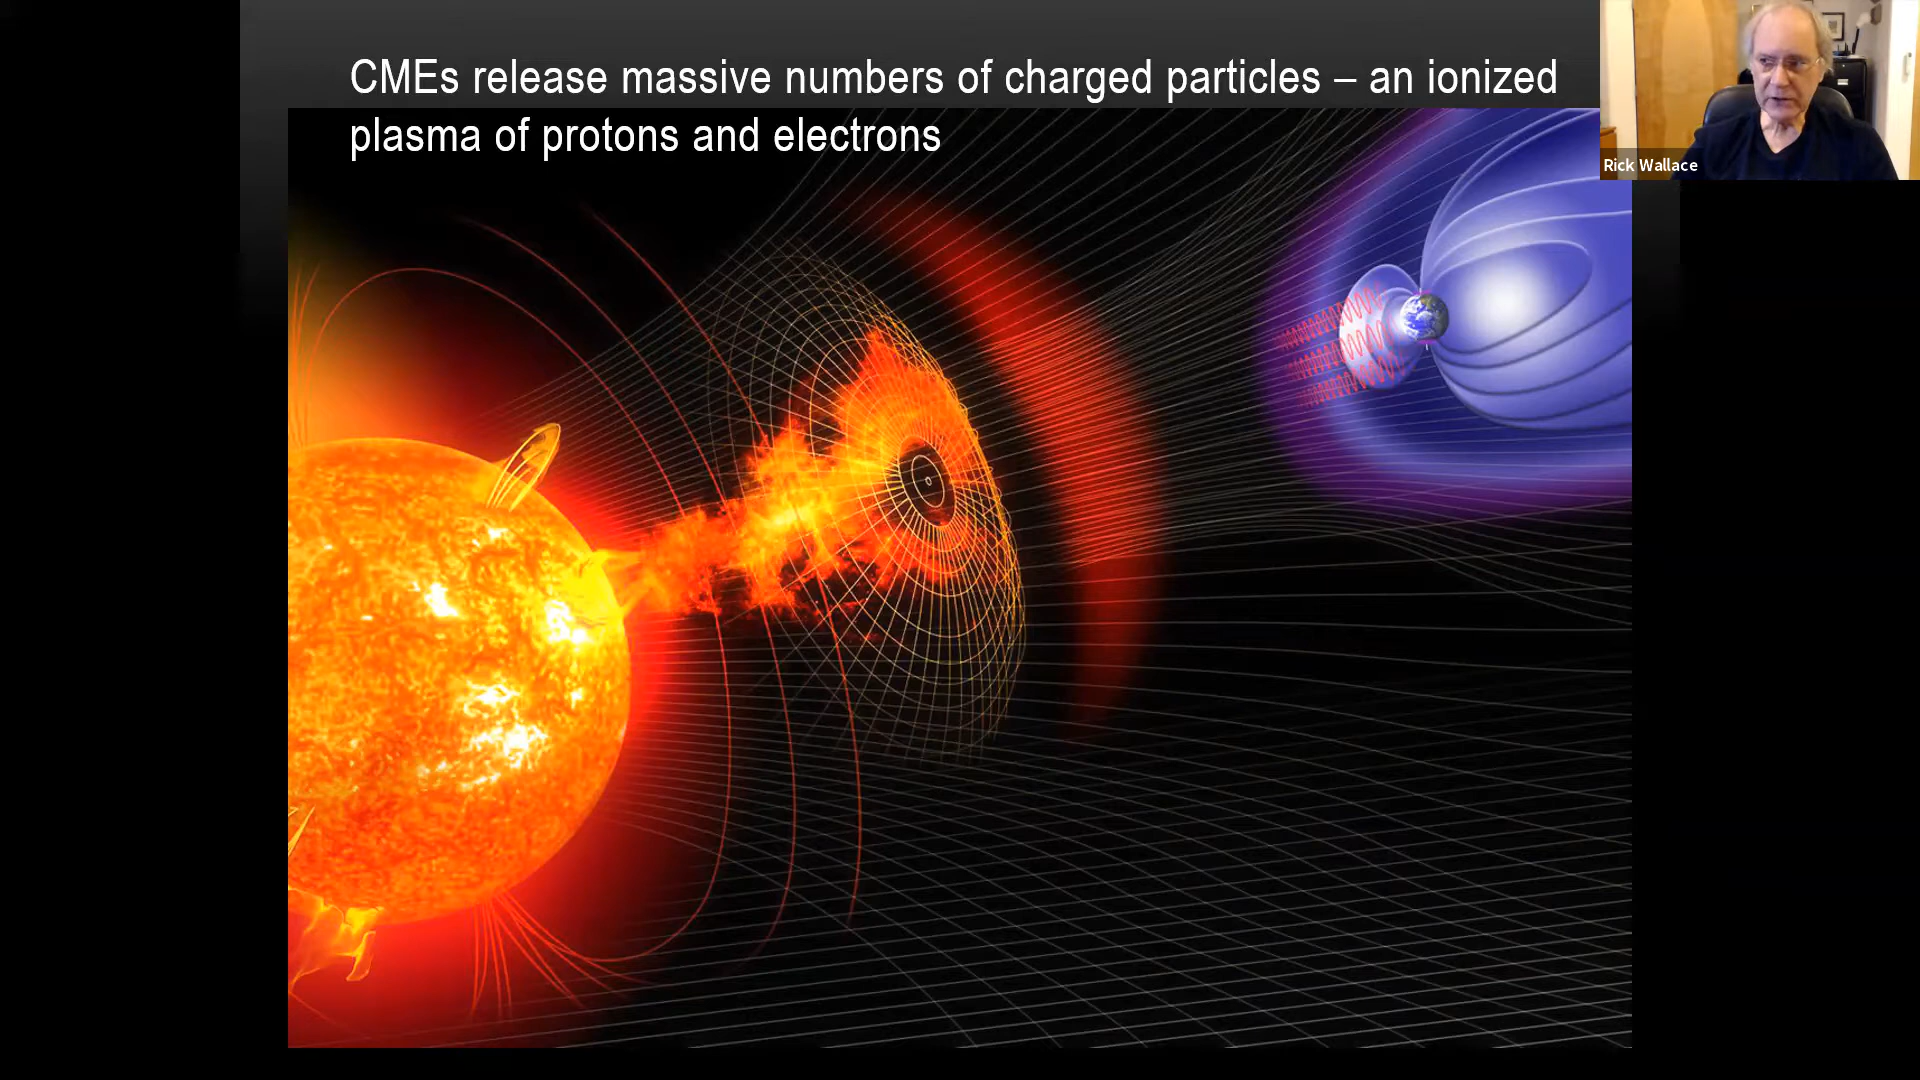 CMEs release massive numbers of charged particles – an ionized
plasma of protons and electrons
Rick Wallace